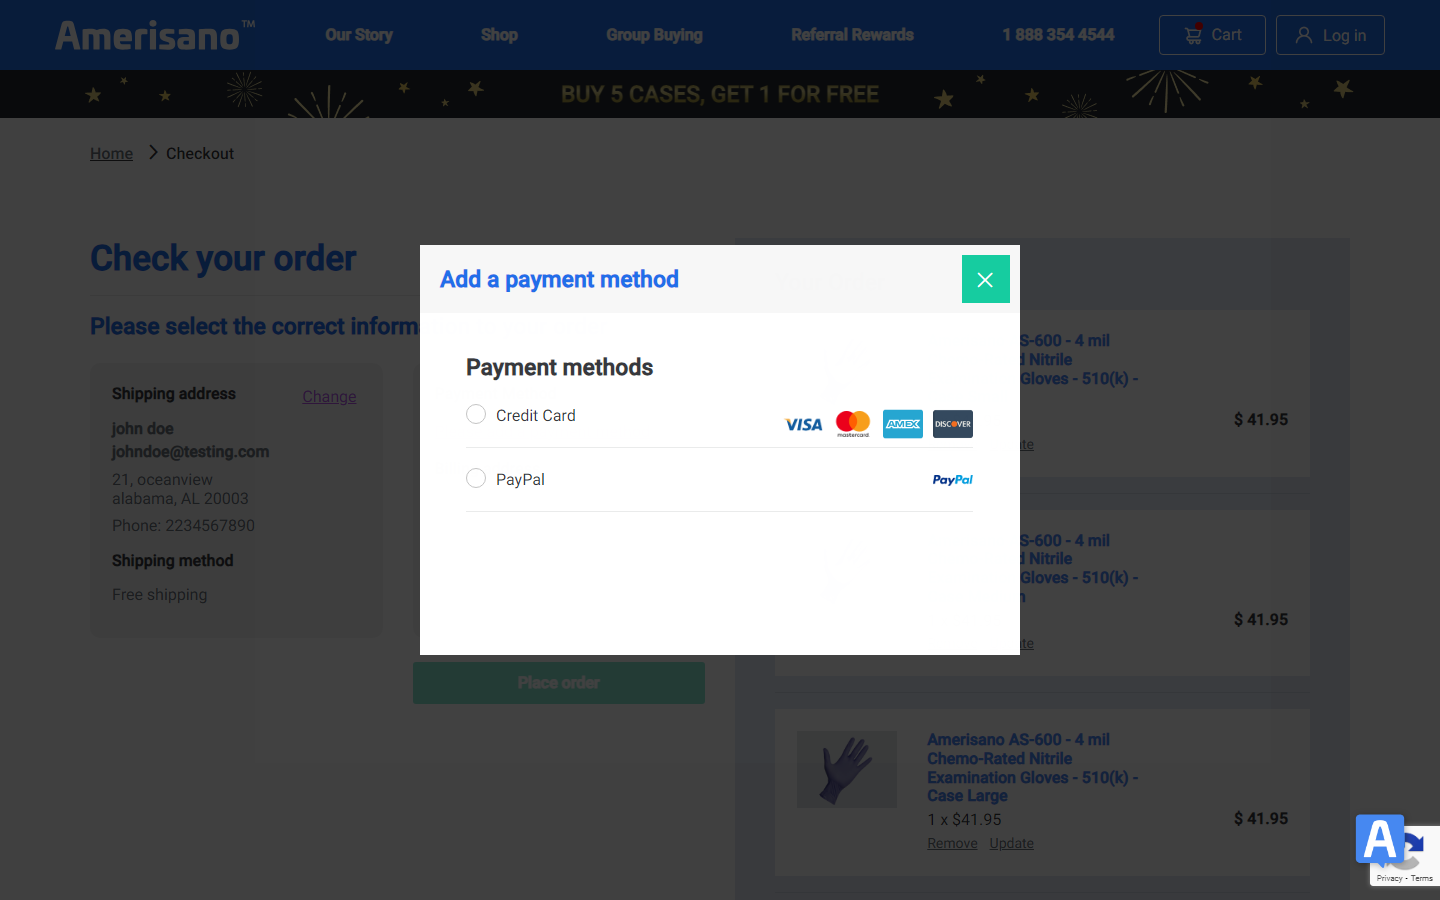 Amerisano™
Our Story
Shop
Group Buying
Referral Rewards
1 888 354 4544
Cart
Log in
BUY 5 CASES, GET 1 FOR FREE
Home
Checkout
Check your order
Please select the correct inform
Shipping address
Change
john doe
johndoe@testing.com
21, oceanview
alabama, AL 20003
Phone: 2234567890
Shipping method
Free shipping
Add a payment method
Payment methods
Credit Card
VISA
mastercard
AMEX
DISCOVER
PayPal
PayPal
Place order
S-600 - 4 mil
d Nitrile
Gloves - 510(k) -
$ 41.95
S-600 - 4 mil
d Nitrile
Gloves - 510(k) -
$ 41.95
Amerisano AS-600 - 4 mil
Chemo-Rated Nitrile
Examination Gloves - 510(k) -
Case Large
1 x $41.95
$ 41.95
Remove
Update
A
Privacy - Terms